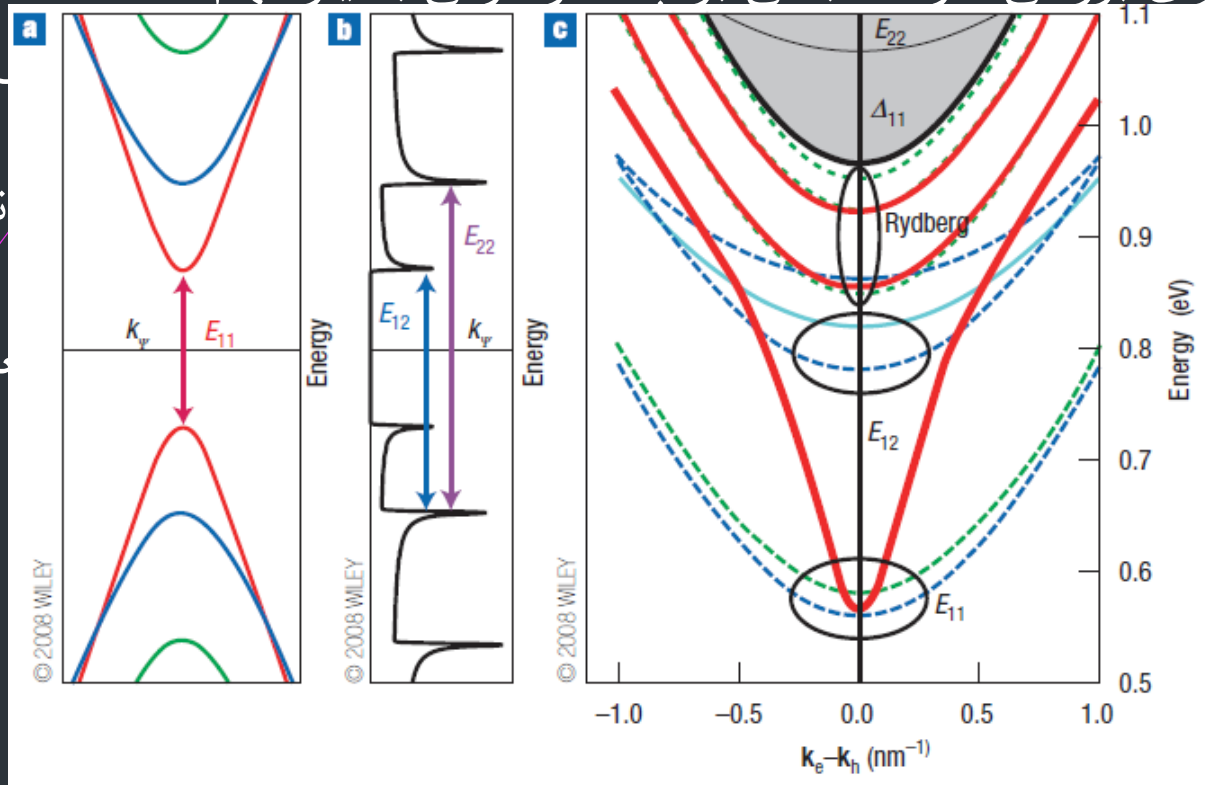 a
b
c
k_ψ
E₁₁
Energy
© 2008 WILEY
E₁₂
E₂₂
k_ψ
Energy
© 2008 WILEY
E₂₂
Δ₁₁
Rydberg
E₁₂
E₁₁
© 2008 WILEY
1.1
1.0
0.9
0.8
0.7
0.6
0.5
Energy (eV)
–1.0
–0.5
0.0
0.5
1.0
kₑ–kₕ (nm⁻¹)